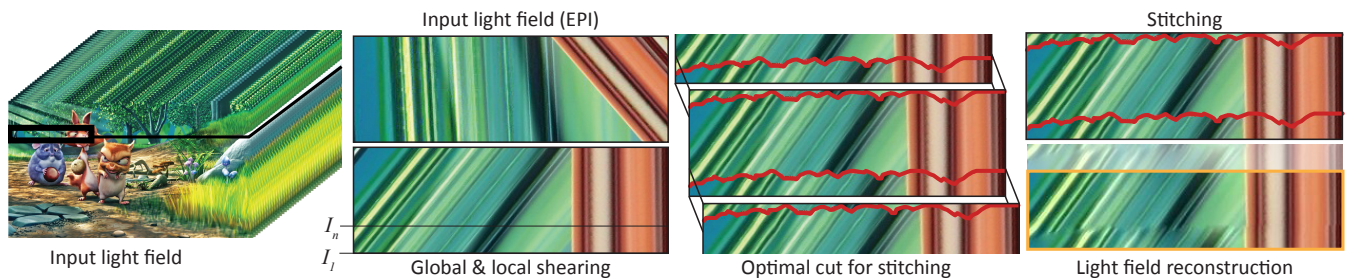 Input light field (EPI)
Stitching
I_n
I_1
Input light field
Global & local shearing
Optimal cut for stitching
Light field reconstruction